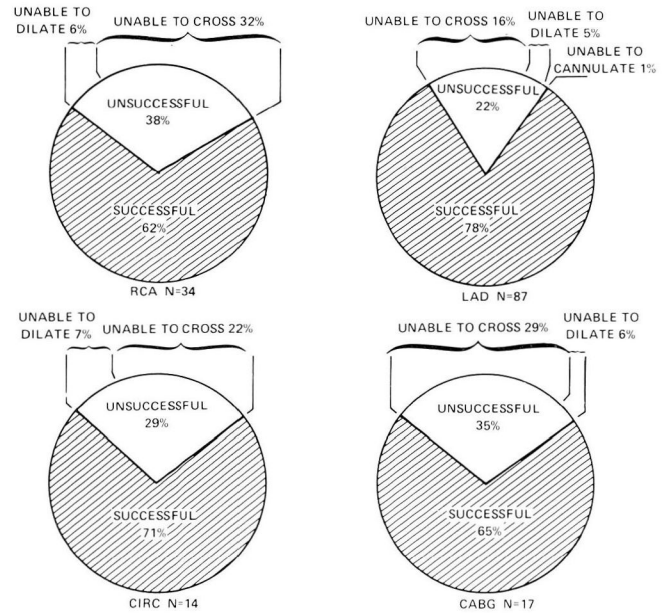 UNABLE TO
DILATE 6%
UNABLE TO CROSS 32%
UNSUCCESSFUL
38%
SUCCESSFUL
62%
RCA N=34
UNABLE TO CROSS 16%
UNABLE TO
DILATE 5%
UNABLE TO
CANNULATE 1%
UNSUCCESSFUL
22%
SUCCESSFUL
78%
LAD N=87
UNABLE TO
DILATE 7%
UNABLE TO CROSS 22%
UNSUCCESSFUL
29%
SUCCESSFUL
71%
CIRC N=14
UNABLE TO CROSS 29%
UNABLE TO
DILATE 6%
UNSUCCESSFUL
35%
SUCCESSFUL
65%
CABG N=17